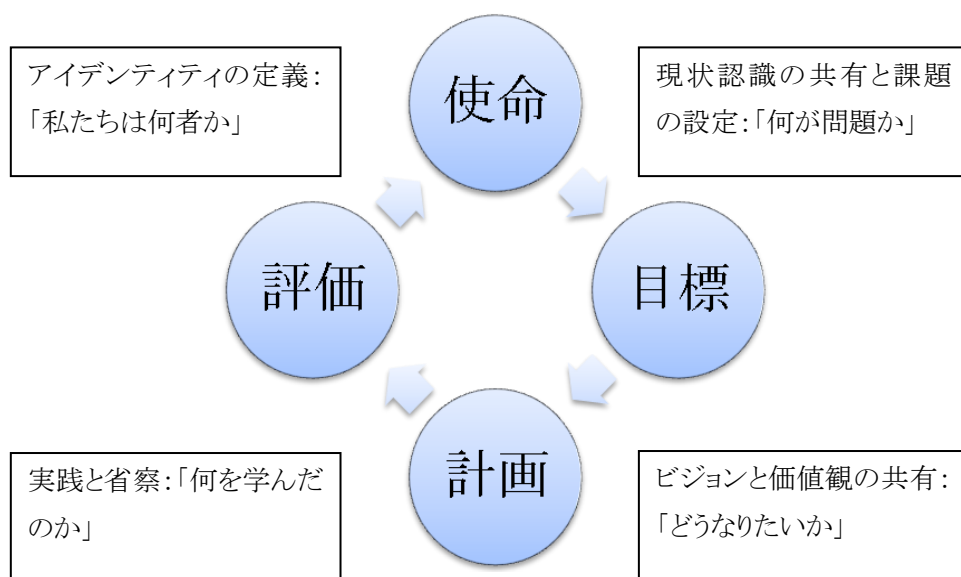 アイデンティティの定義：
「私たちは何者か」
使命
現状認識の共有と課題
の設定：「何が問題か」
評価
目標
実践と省察：「何を学んだ
のか」
計画
ビジョンと価値観の共有：
「どうなりたいか」